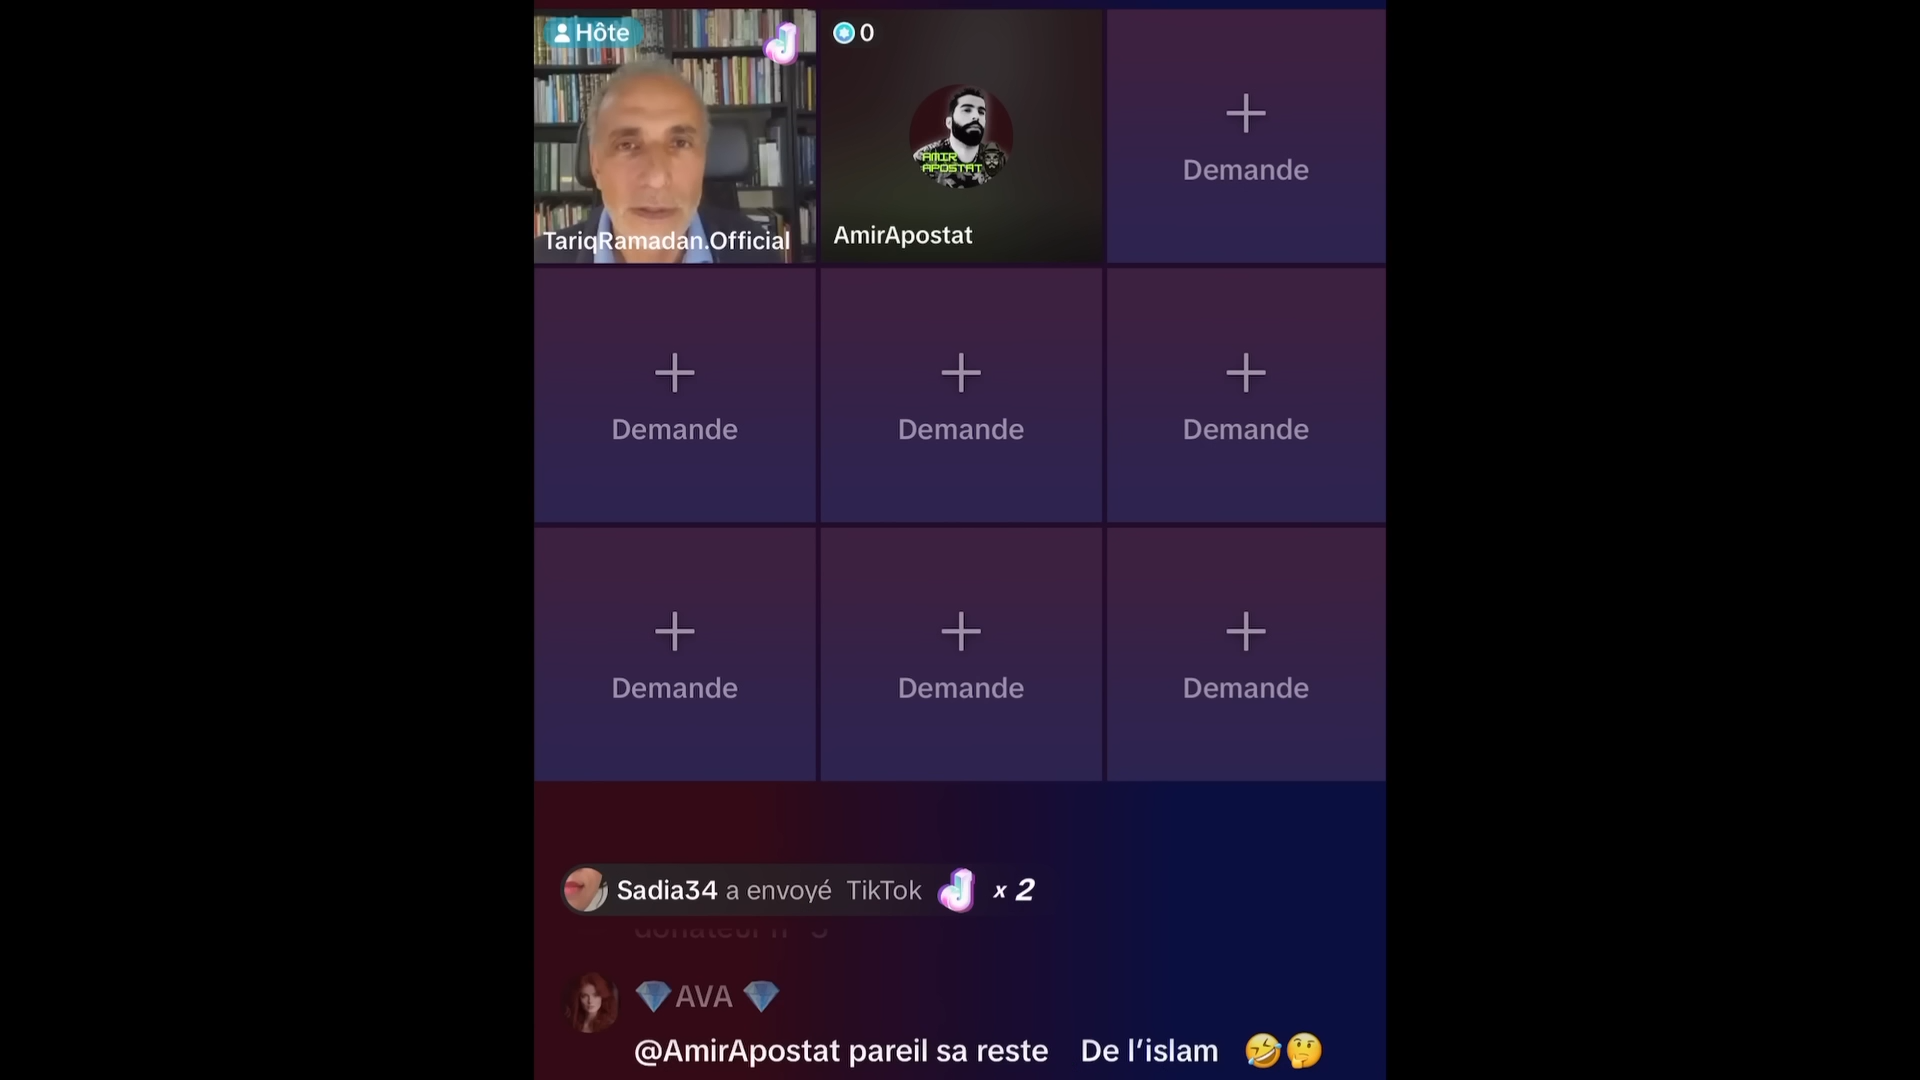 Hôte
0
AMIR
APOSTAT
TariqRamadan.Official
AmirApostat
Demande
Demande
Demande
Demande
Demande
Demande
Demande
Sadia34 a envoyé TikTok x 2
💎AVA 💎
@AmirApostat pareil sa reste De l’islam 🤣🤔